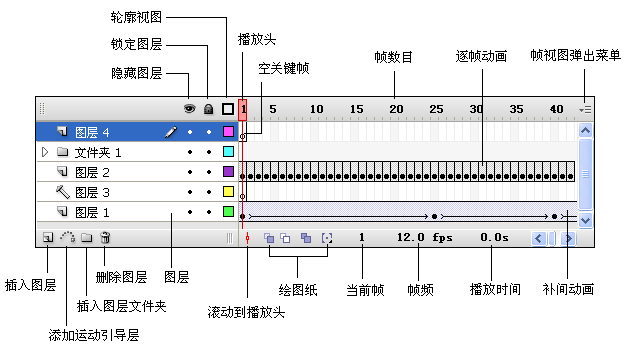 轮廓视图
锁定图层
隐藏图层
播放头
空关键帧
帧数目
逐帧动画
帧视图弹出菜单
1 5 10 15 20 25 30 35 40
图层 4
文件夹 1
图层 2
图层 3
图层 1
1 12.0 fps 0.0s
插入图层
添加运动引导层
插入图层文件夹
删除图层
图层
滚动到播放头
绘图纸
当前帧
帧频
播放时间
补间动画